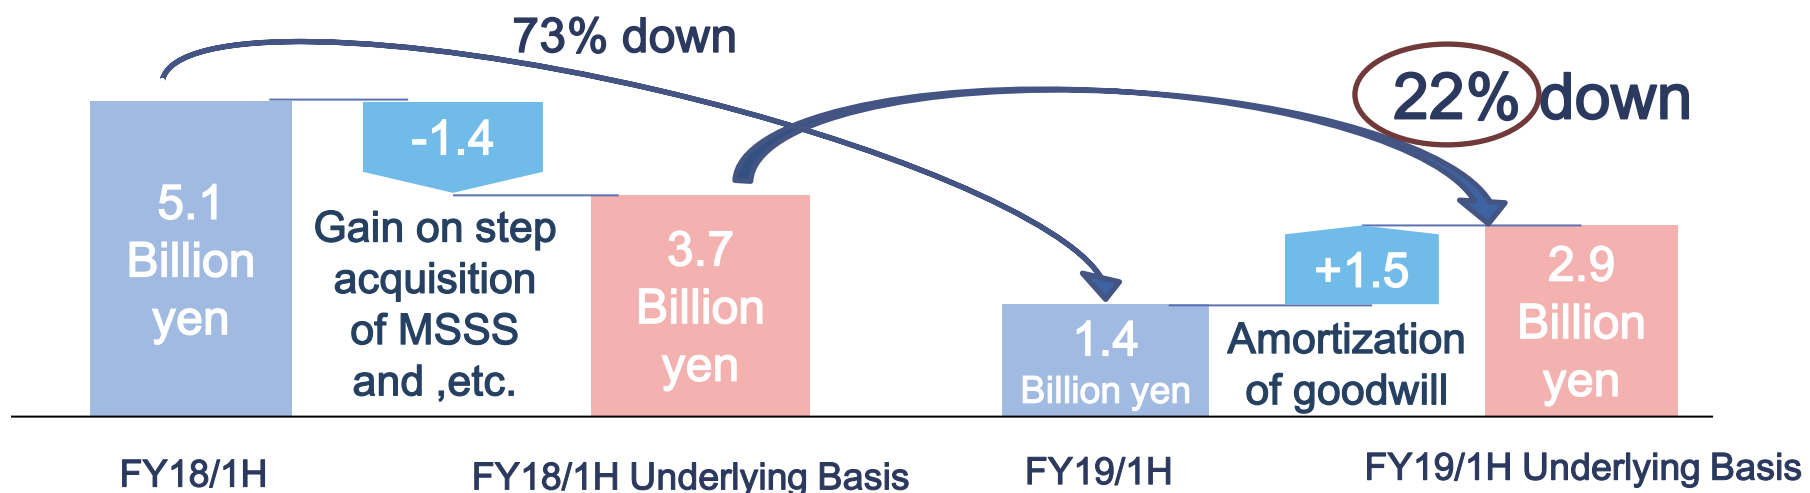 73% down
22% down
5.1
Billion
yen
-1.4
Gain on step
acquisition
of MSSS
and ,etc.
3.7
Billion
yen
1.4
Billion yen
+1.5
Amortization
of goodwill
2.9
Billion
yen
FY18/1H
FY18/1H Underlying Basis
FY19/1H
FY19/1H Underlying Basis